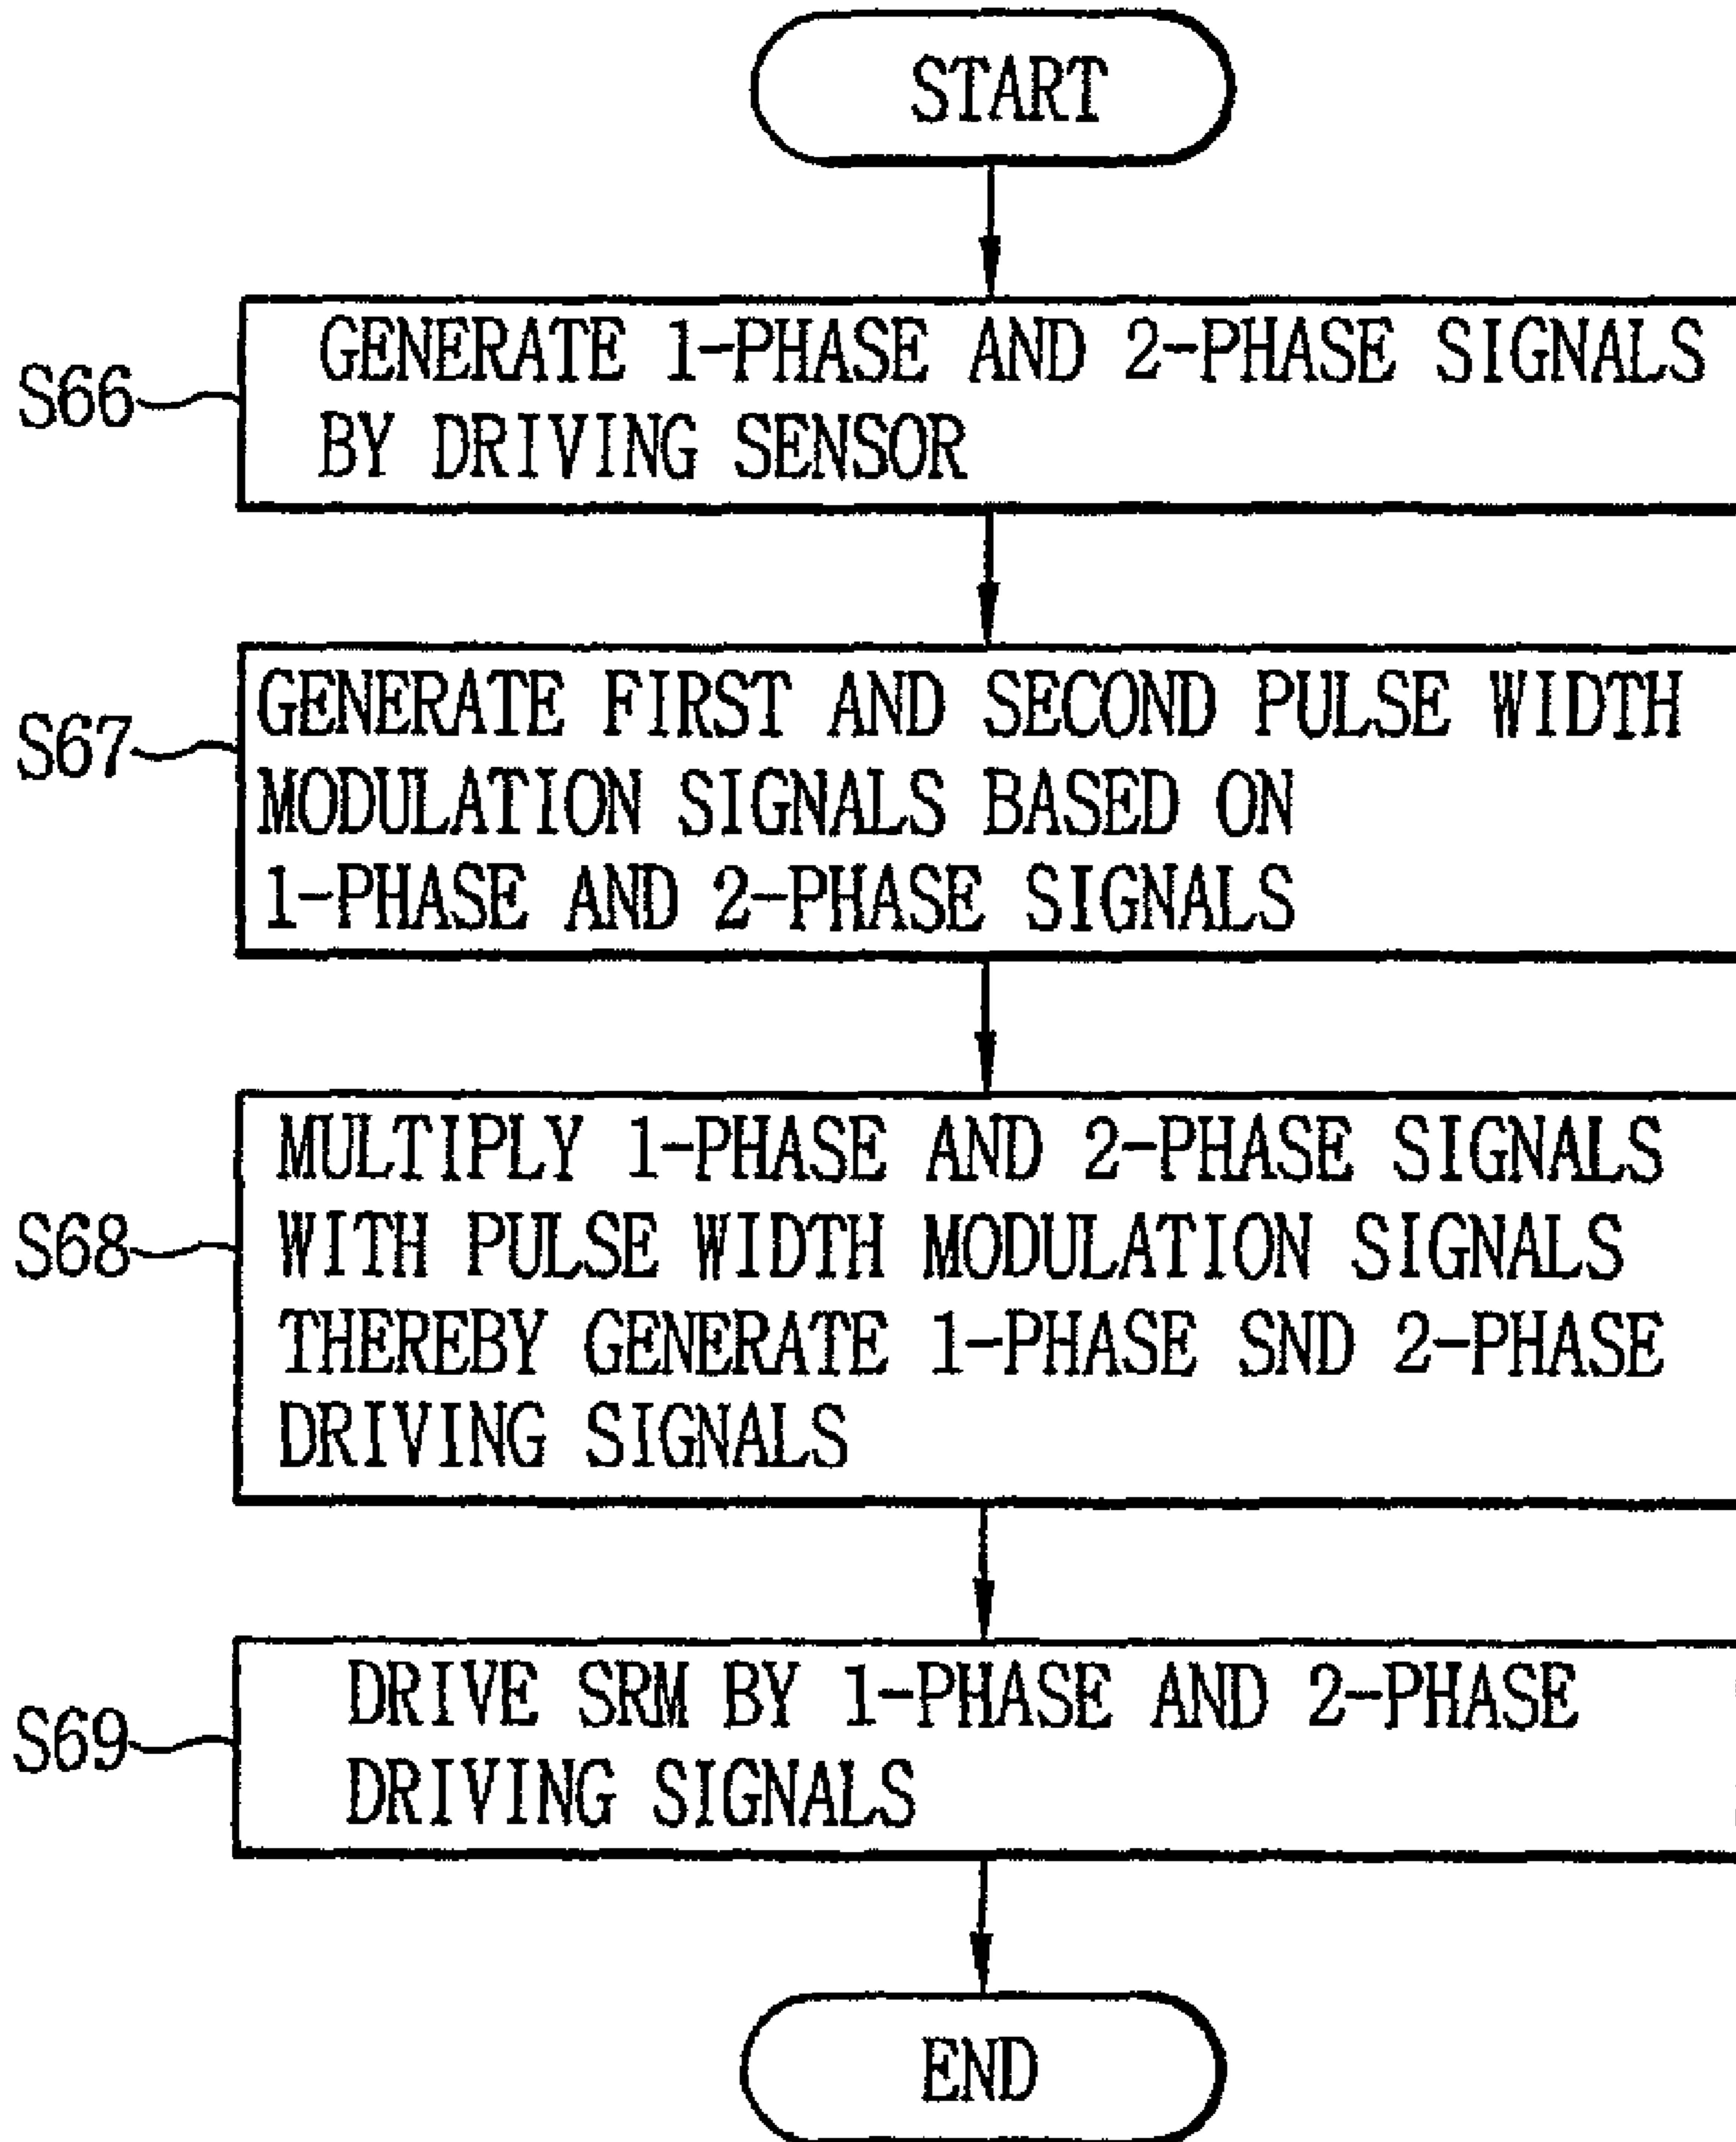 START
S66
GENERATE 1-PHASE AND 2-PHASE SIGNALS
BY DRIVING SENSOR
S67
GENERATE FIRST AND SECOND PULSE WIDTH
MODULATION SIGNALS BASED ON
1-PHASE AND 2-PHASE SIGNALS
S68
MULTIPLY 1-PHASE AND 2-PHASE SIGNALS
WITH PULSE WIDTH MODULATION SIGNALS
THEREBY GENERATE 1-PHASE SND 2-PHASE
DRIVING SIGNALS
S69
DRIVE SRM BY 1-PHASE AND 2-PHASE
DRIVING SIGNALS
END